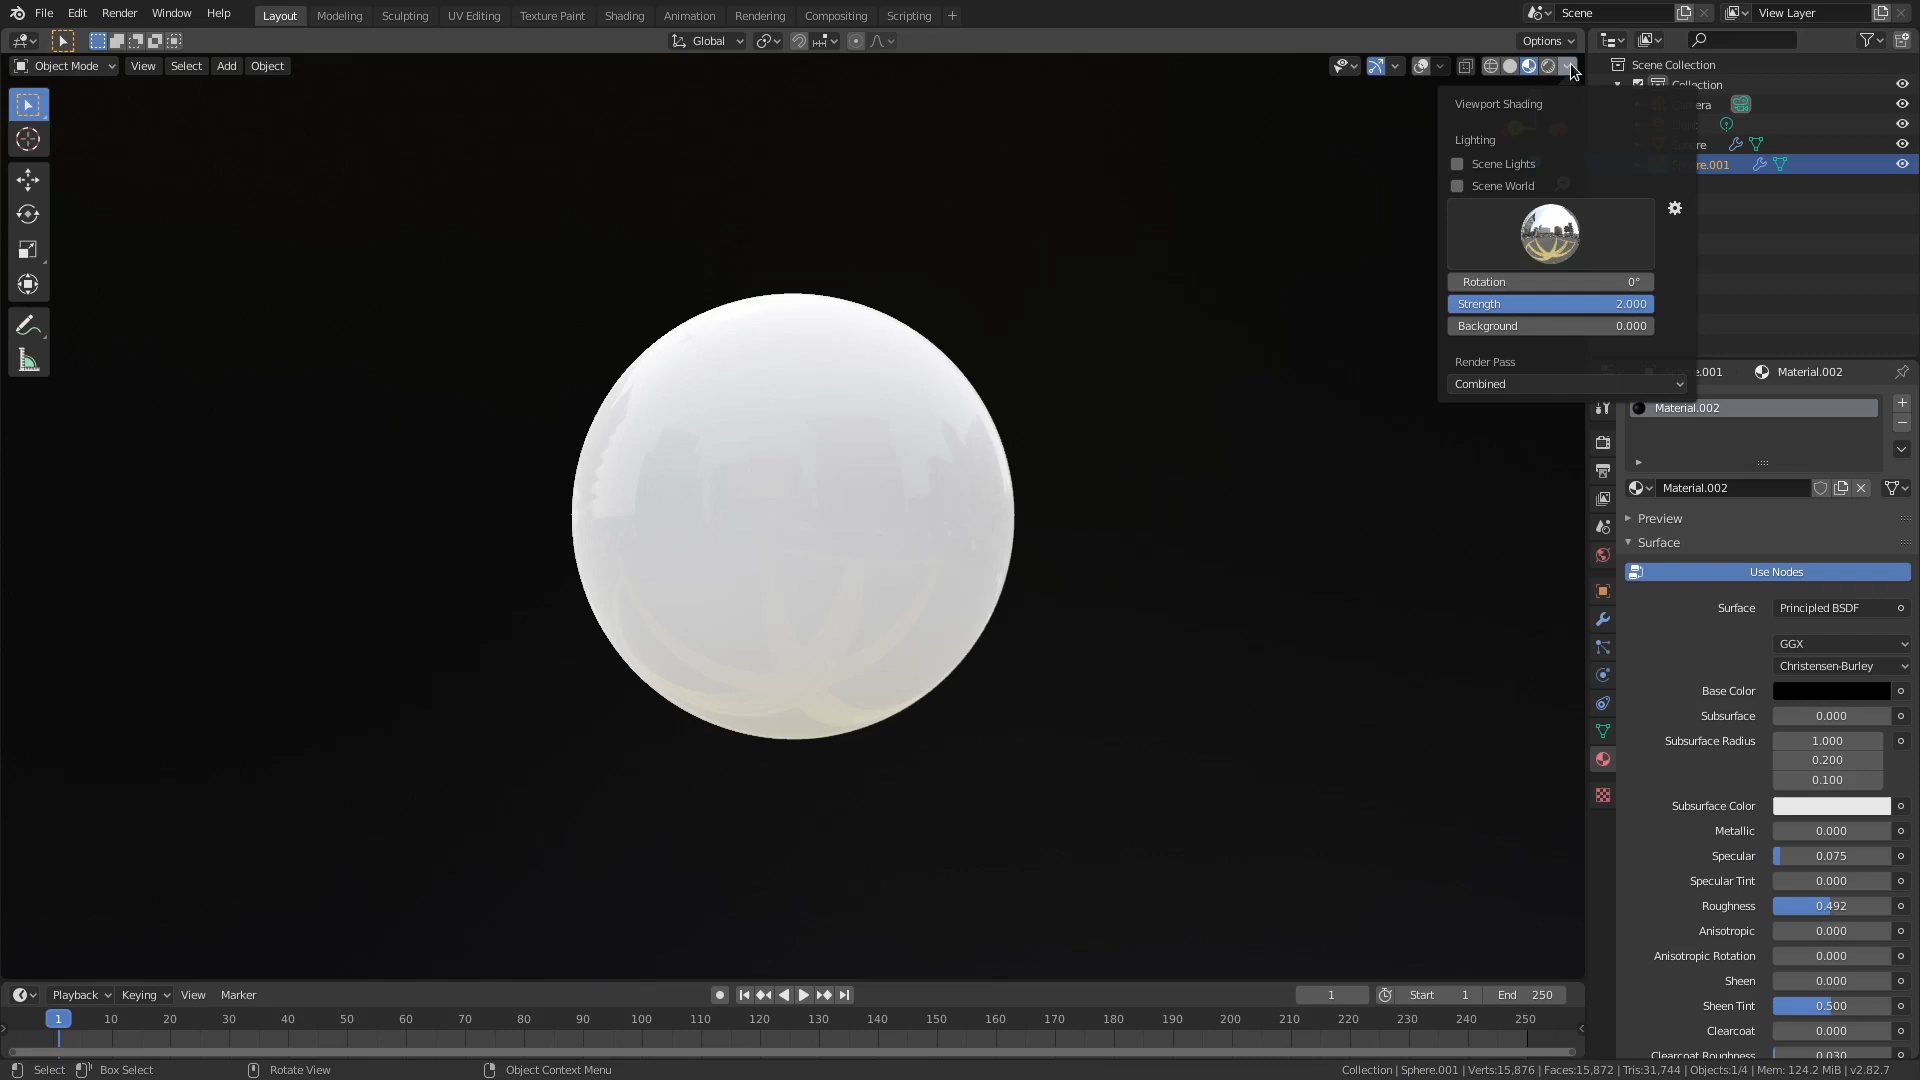 File Edit Render Window Help Layout Modeling Sculpting UV Editing Texture Paint Shading Animation Rendering Compositing Scripting + Scene View Layer
Global Options
Object Mode View Select Add Object
Scene Collection
Collection
Sphere.001
Viewport Shading
Lighting
Scene Lights
Scene World
Rotation 0°
Strength 2.000
Background 0.000
Render Pass
Combined
.001 Material.002
Material.002
Material.002
Preview
Surface
Use Nodes
Surface Principled BSDF
GGX
Christensen-Burley
Base Color
Subsurface 0.000
Subsurface Radius 1.000
0.200
0.100
Subsurface Color
Metallic 0.000
Specular 0.075
Specular Tint 0.000
Roughness 0.492
Anisotropic 0.000
Anisotropic Rotation 0.000
Sheen 0.000
Sheen Tint 0.500
Clearcoat 0.000
Clearcoat Roughness 0.030
Playback Keying View Marker 1 Start 1 End 250
1 10 20 30 40 50 60 70 80 90 100 110 120 130 140 150 160 170 180 190 200 210 220 230 240 250
Select Box Select Rotate View Object Context Menu Collection | Sphere.001 | Verts:15,876 | Faces:15,872 | Tris:31,744 | Objects:1/4 | Mem: 124.2 MiB | v2.82.7